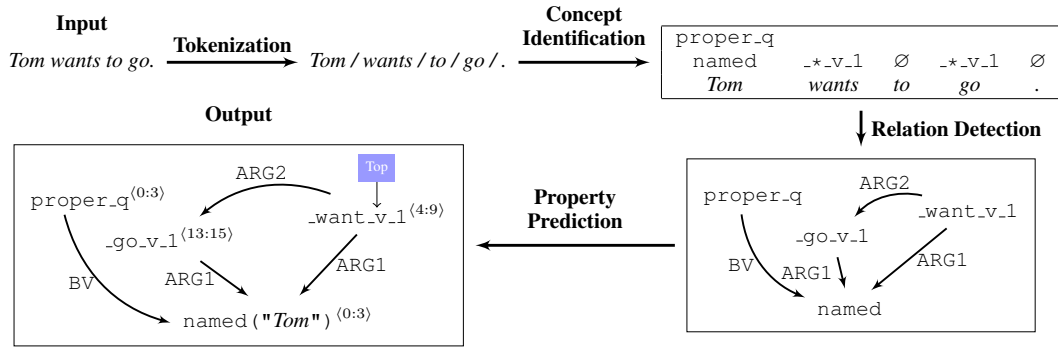 Input
Tom wants to go.
Tokenization
Tom / wants / to / go / .
Concept
Identification
proper_q
named _*_v_1 ∅ _*_v_1 ∅
Tom wants to go .
Relation Detection
proper_q
ARG2
_want_v_1
_go_v_1
BV
ARG1
ARG1
named
Property
Prediction
Output
Top
ARG2
proper_q⟨0:3⟩
_want_v_1⟨4:9⟩
_go_v_1⟨13:15⟩
BV
ARG1
ARG1
named("Tom")⟨0:3⟩